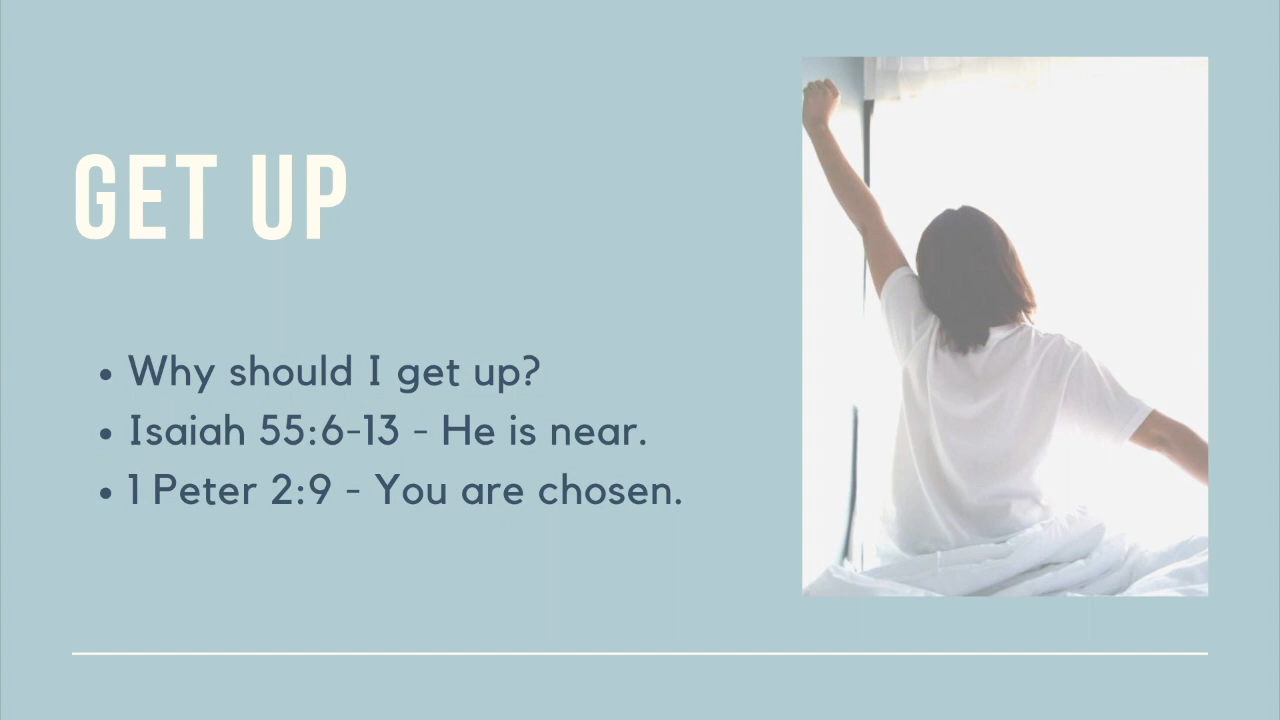 GET UP
• Why should I get up?
• Isaiah 55:6-13 - He is near.
• 1 Peter 2:9 - You are chosen.